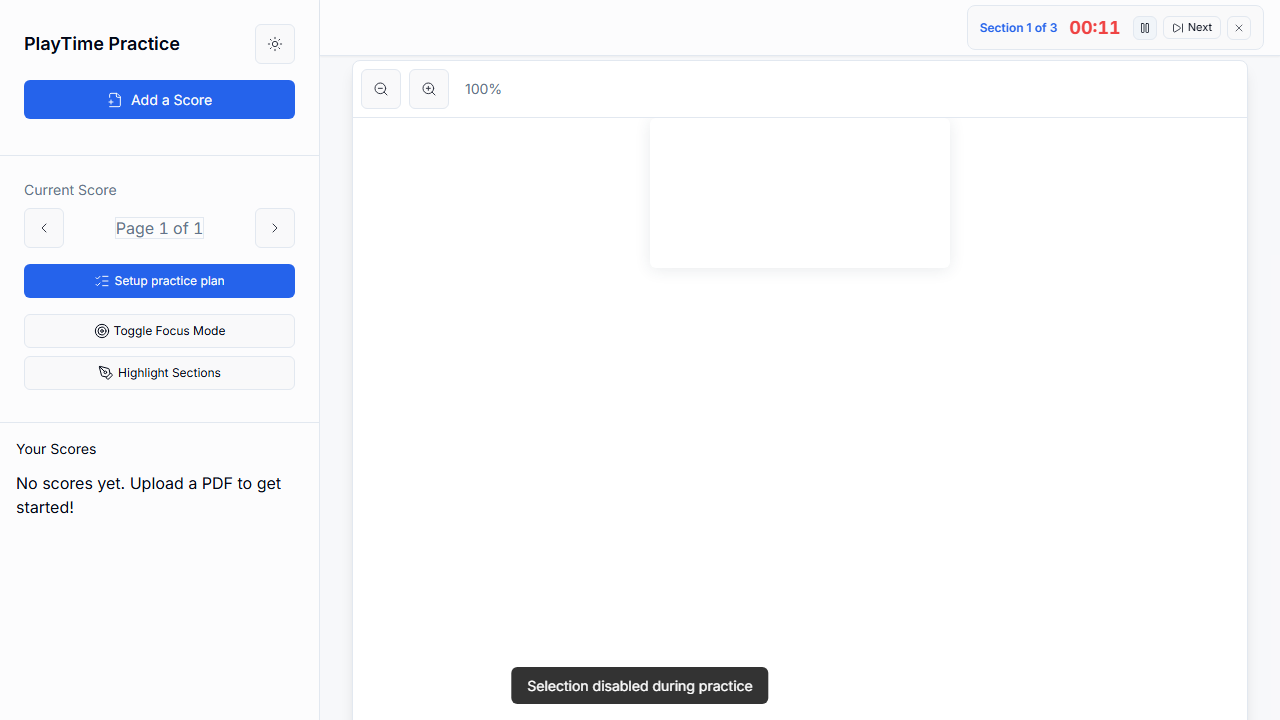 PlayTime Practice
Add a Score
Current Score
Page 1 of 1
Setup practice plan
Toggle Focus Mode
Highlight Sections
Your Scores
No scores yet. Upload a PDF to get
started!
Section 1 of 3 00:11 Next
100%
Selection disabled during practice